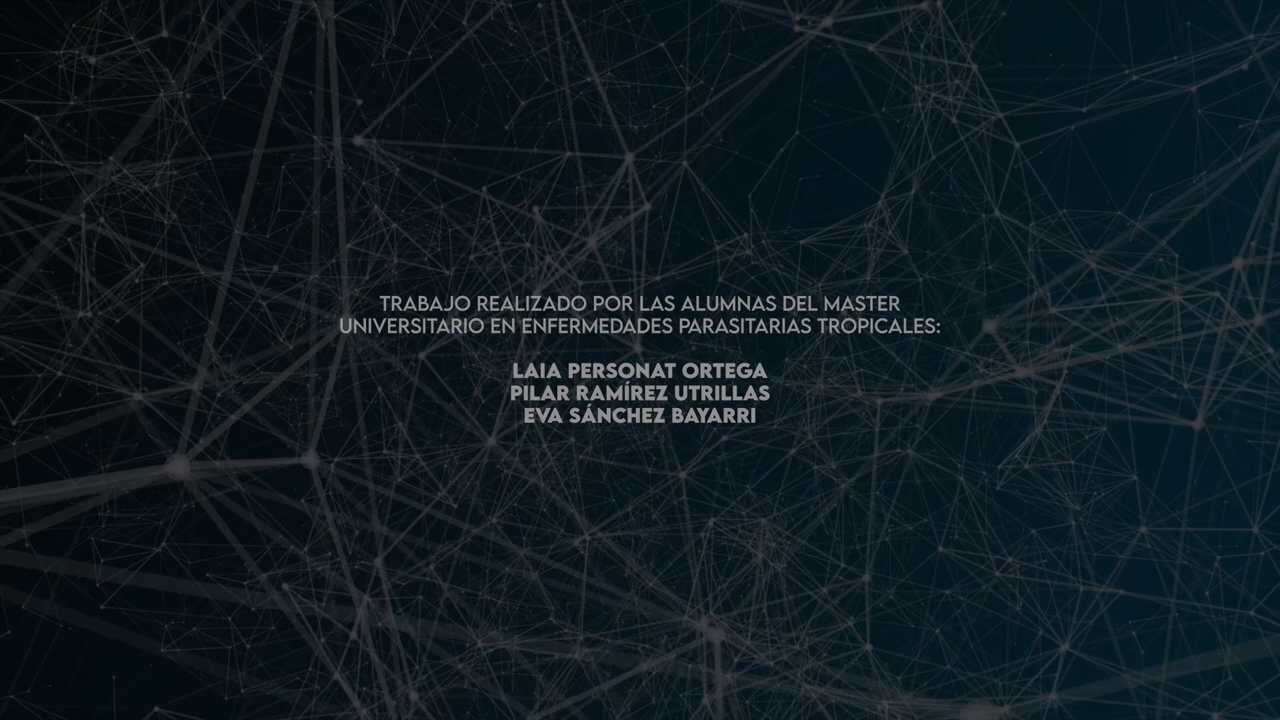 TRABAJO REALIZADO POR LAS ALUMNAS DEL MASTER
UNIVERSITARIO EN ENFERMEDADES PARASITARIAS TROPICALES:
LAIA PERSONAT ORTEGA
PILAR RAMÍREZ UTRILLAS
EVA SÁNCHEZ BAYARRI